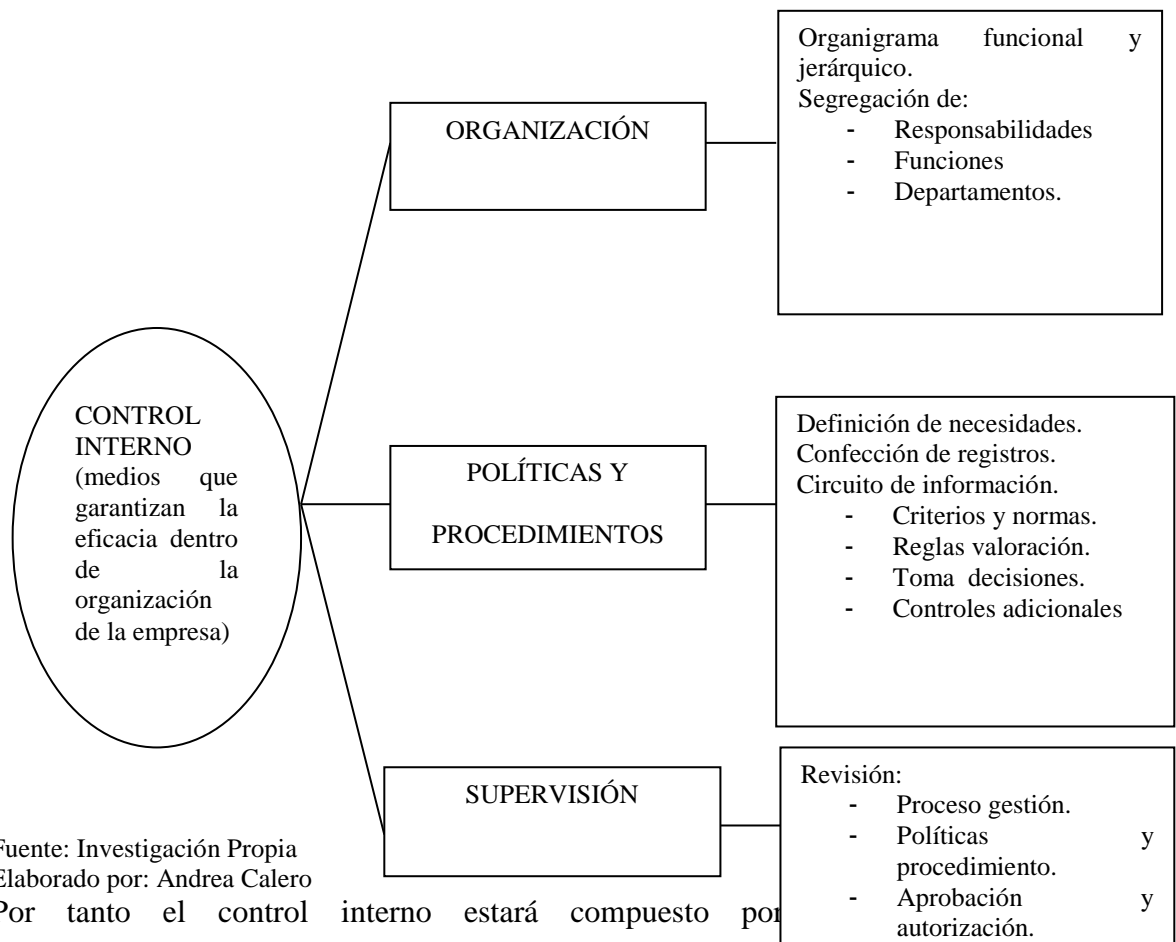 Organigrama funcional y
jerárquico.
Segregación de:
- Responsabilidades
- Funciones
- Departamentos.
ORGANIZACIÓN
CONTROL
INTERNO
(medios que
garantizan la
eficacia dentro
de la
organización
de la empresa)
POLÍTICAS Y
PROCEDIMIENTOS
Definición de necesidades.
Confección de registros.
Circuito de información.
- Criterios y normas.
- Reglas valoración.
- Toma decisiones.
- Controles adicionales
SUPERVISIÓN
Revisión:
- Proceso gestión.
- Políticas y
procedimiento.
- Aprobación y
autorización.
Fuente: Investigación Propia
Elaborado por: Andrea Calero
Por tanto el control interno estará compuesto por